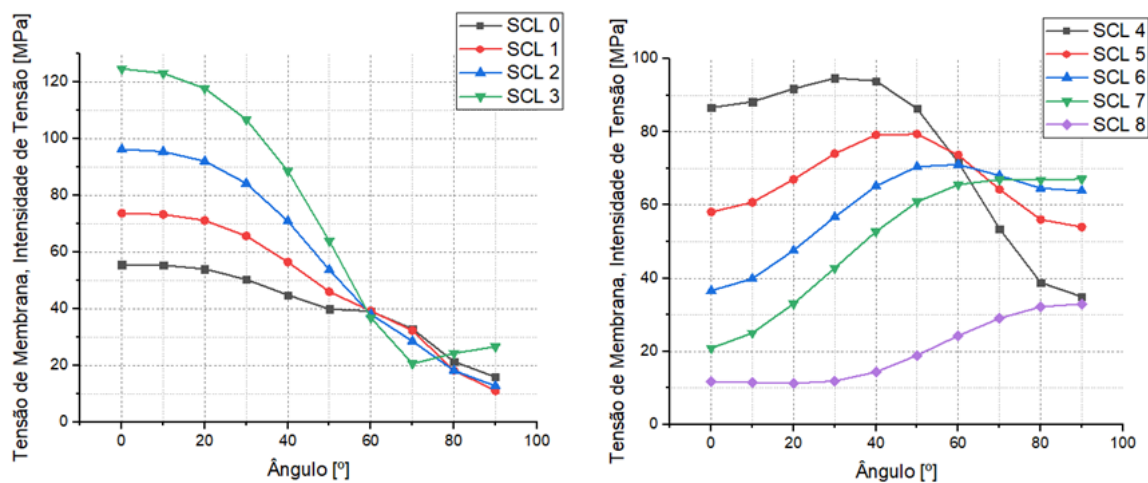 SCL 0
SCL 1
SCL 2
SCL 3
Tensão de Membrana, Intensidade de Tensão [MPa]
120
100
80
60
40
20
0
0 20 40 60 80 100
Ângulo [º]
SCL 4
SCL 5
SCL 6
SCL 7
SCL 8
Tensão de Membrana, Intensidade de Tensão [MPa]
100
80
60
40
20
0
0 20 40 60 80 100
Ângulo [º]